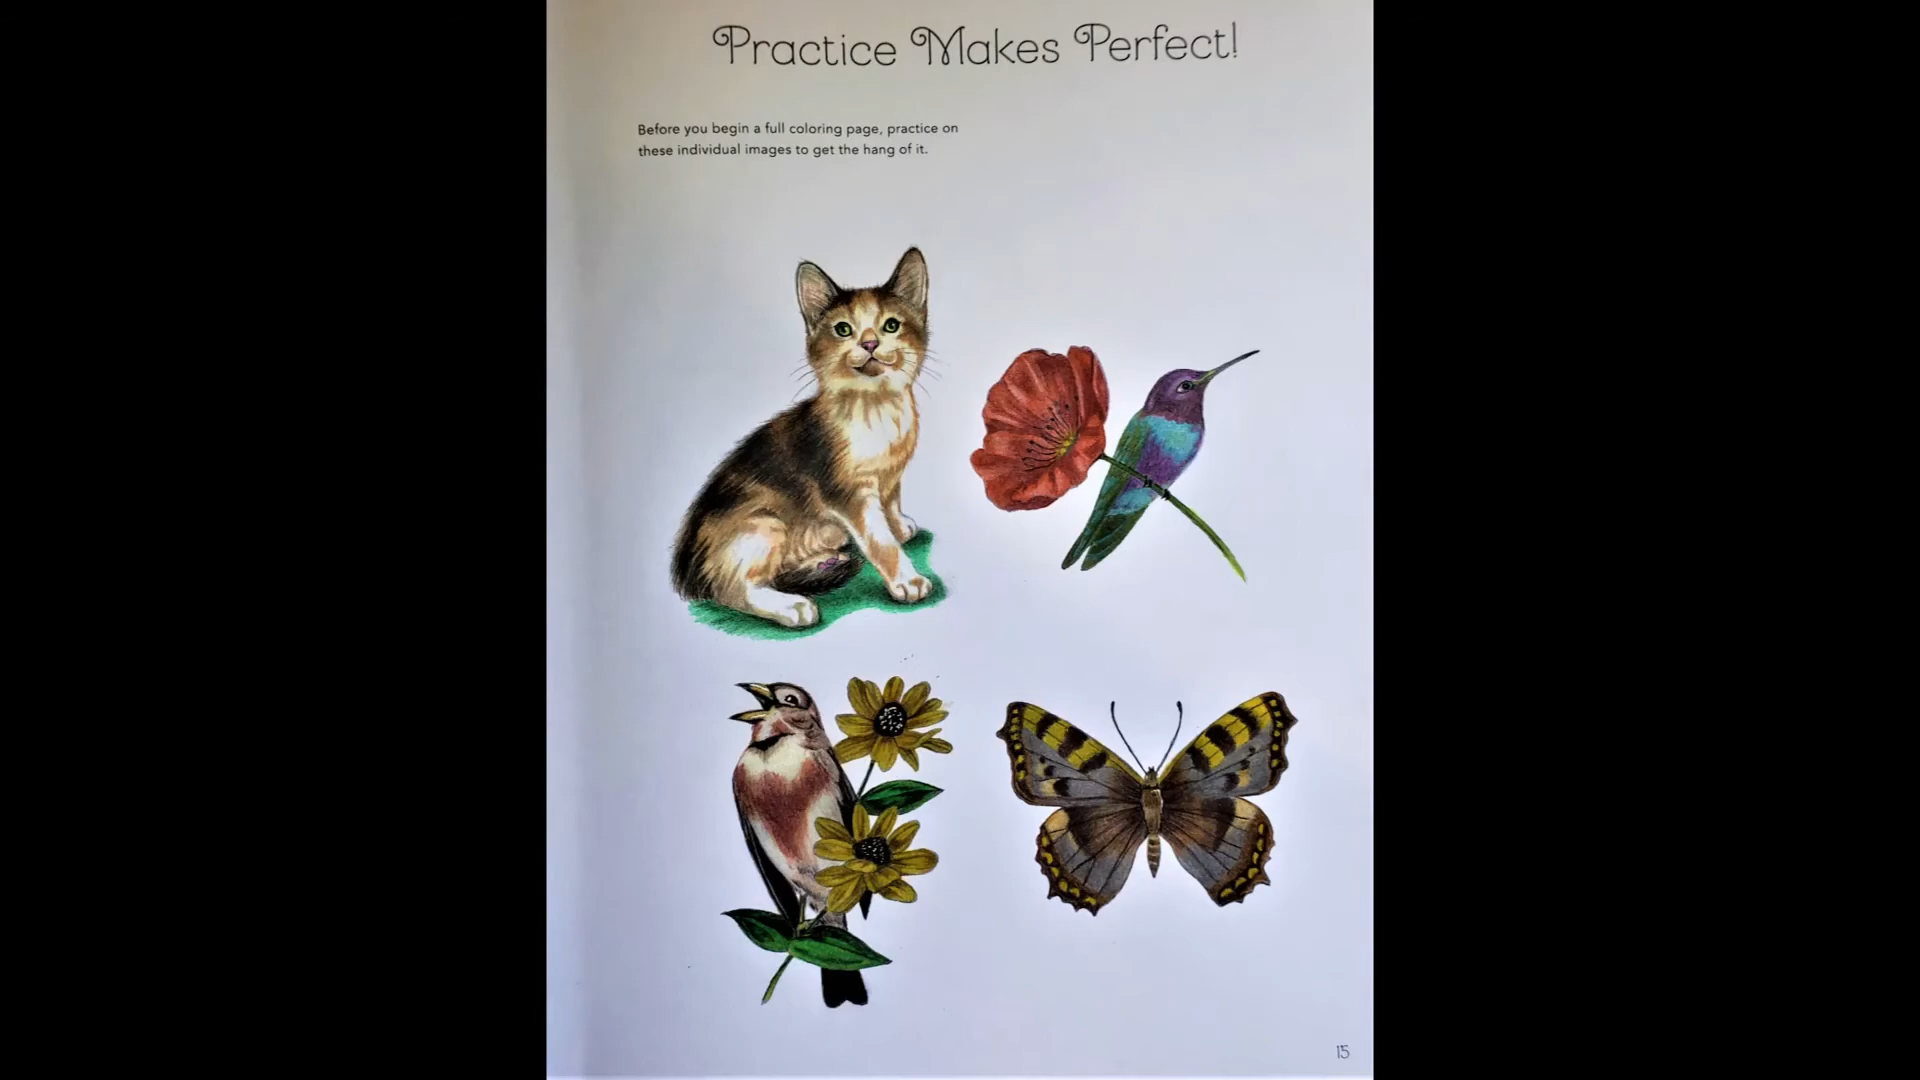 Practice Makes Perfect!
Before you begin a full coloring page, practice on
these individual images to get the hang of it.
15